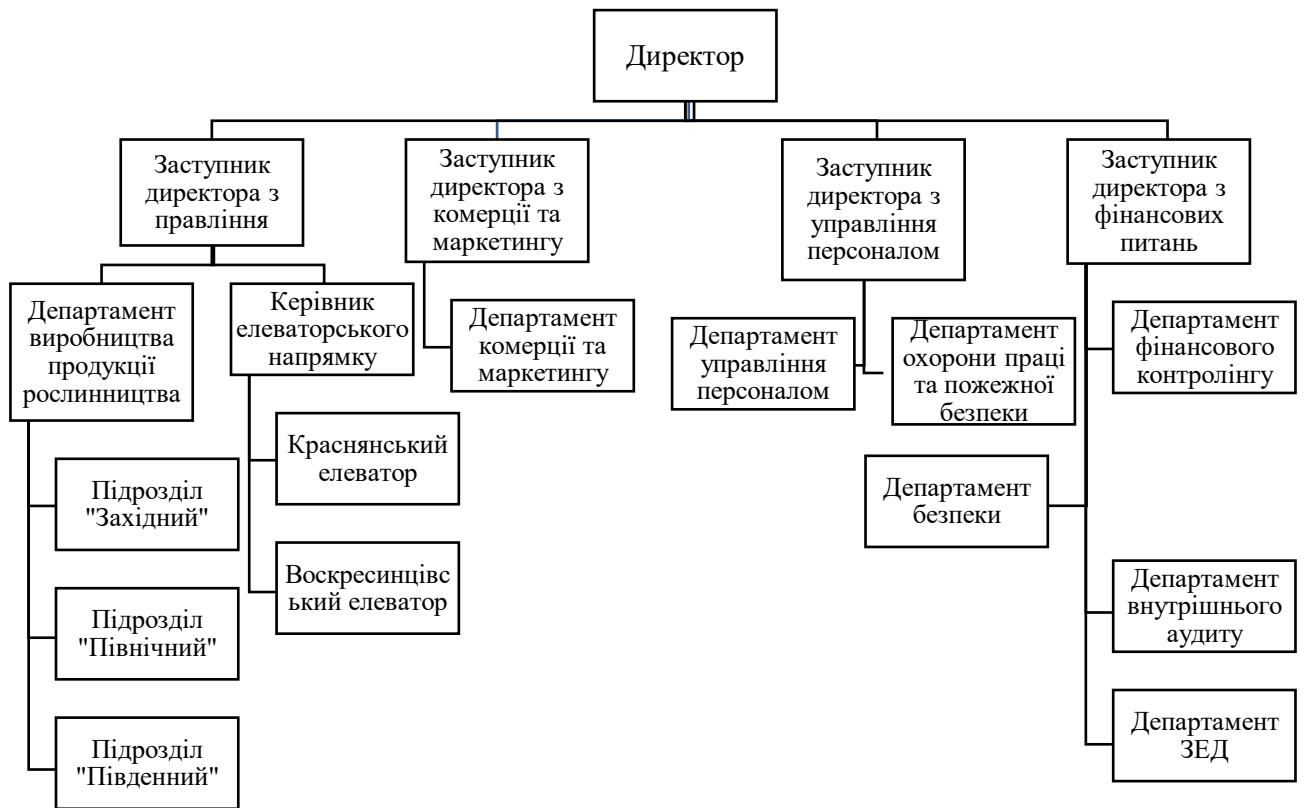 Директор
Заступник
директора з
правління
Заступник
директора з
комерції та
маркетингу
Заступник
директора з
управління
персоналом
Заступник
директора з
фінансових
питань
Департамент
виробництва
продукції
рослинництва
Керівник
елеваторського
напрямку
Департамент
комерції та
маркетингу
Департамент
управління
персоналом
Департамент
охорони праці
та пожежної
безпеки
Департамент
фінансового
контролінгу
Підрозділ
"Західний"
Краснянський
елеватор
Департамент
безпеки
Підрозділ
"Північний"
Воскресинцівс
ький елеватор
Департамент
внутрішнього
аудиту
Підрозділ
"Південний"
Департамент
ЗЕД